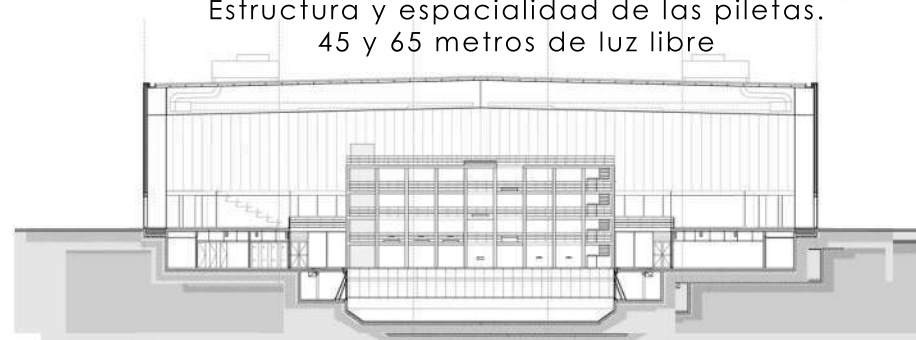 Estructura y espacialidad de las piletas.
45 y 65 metros de luz libre